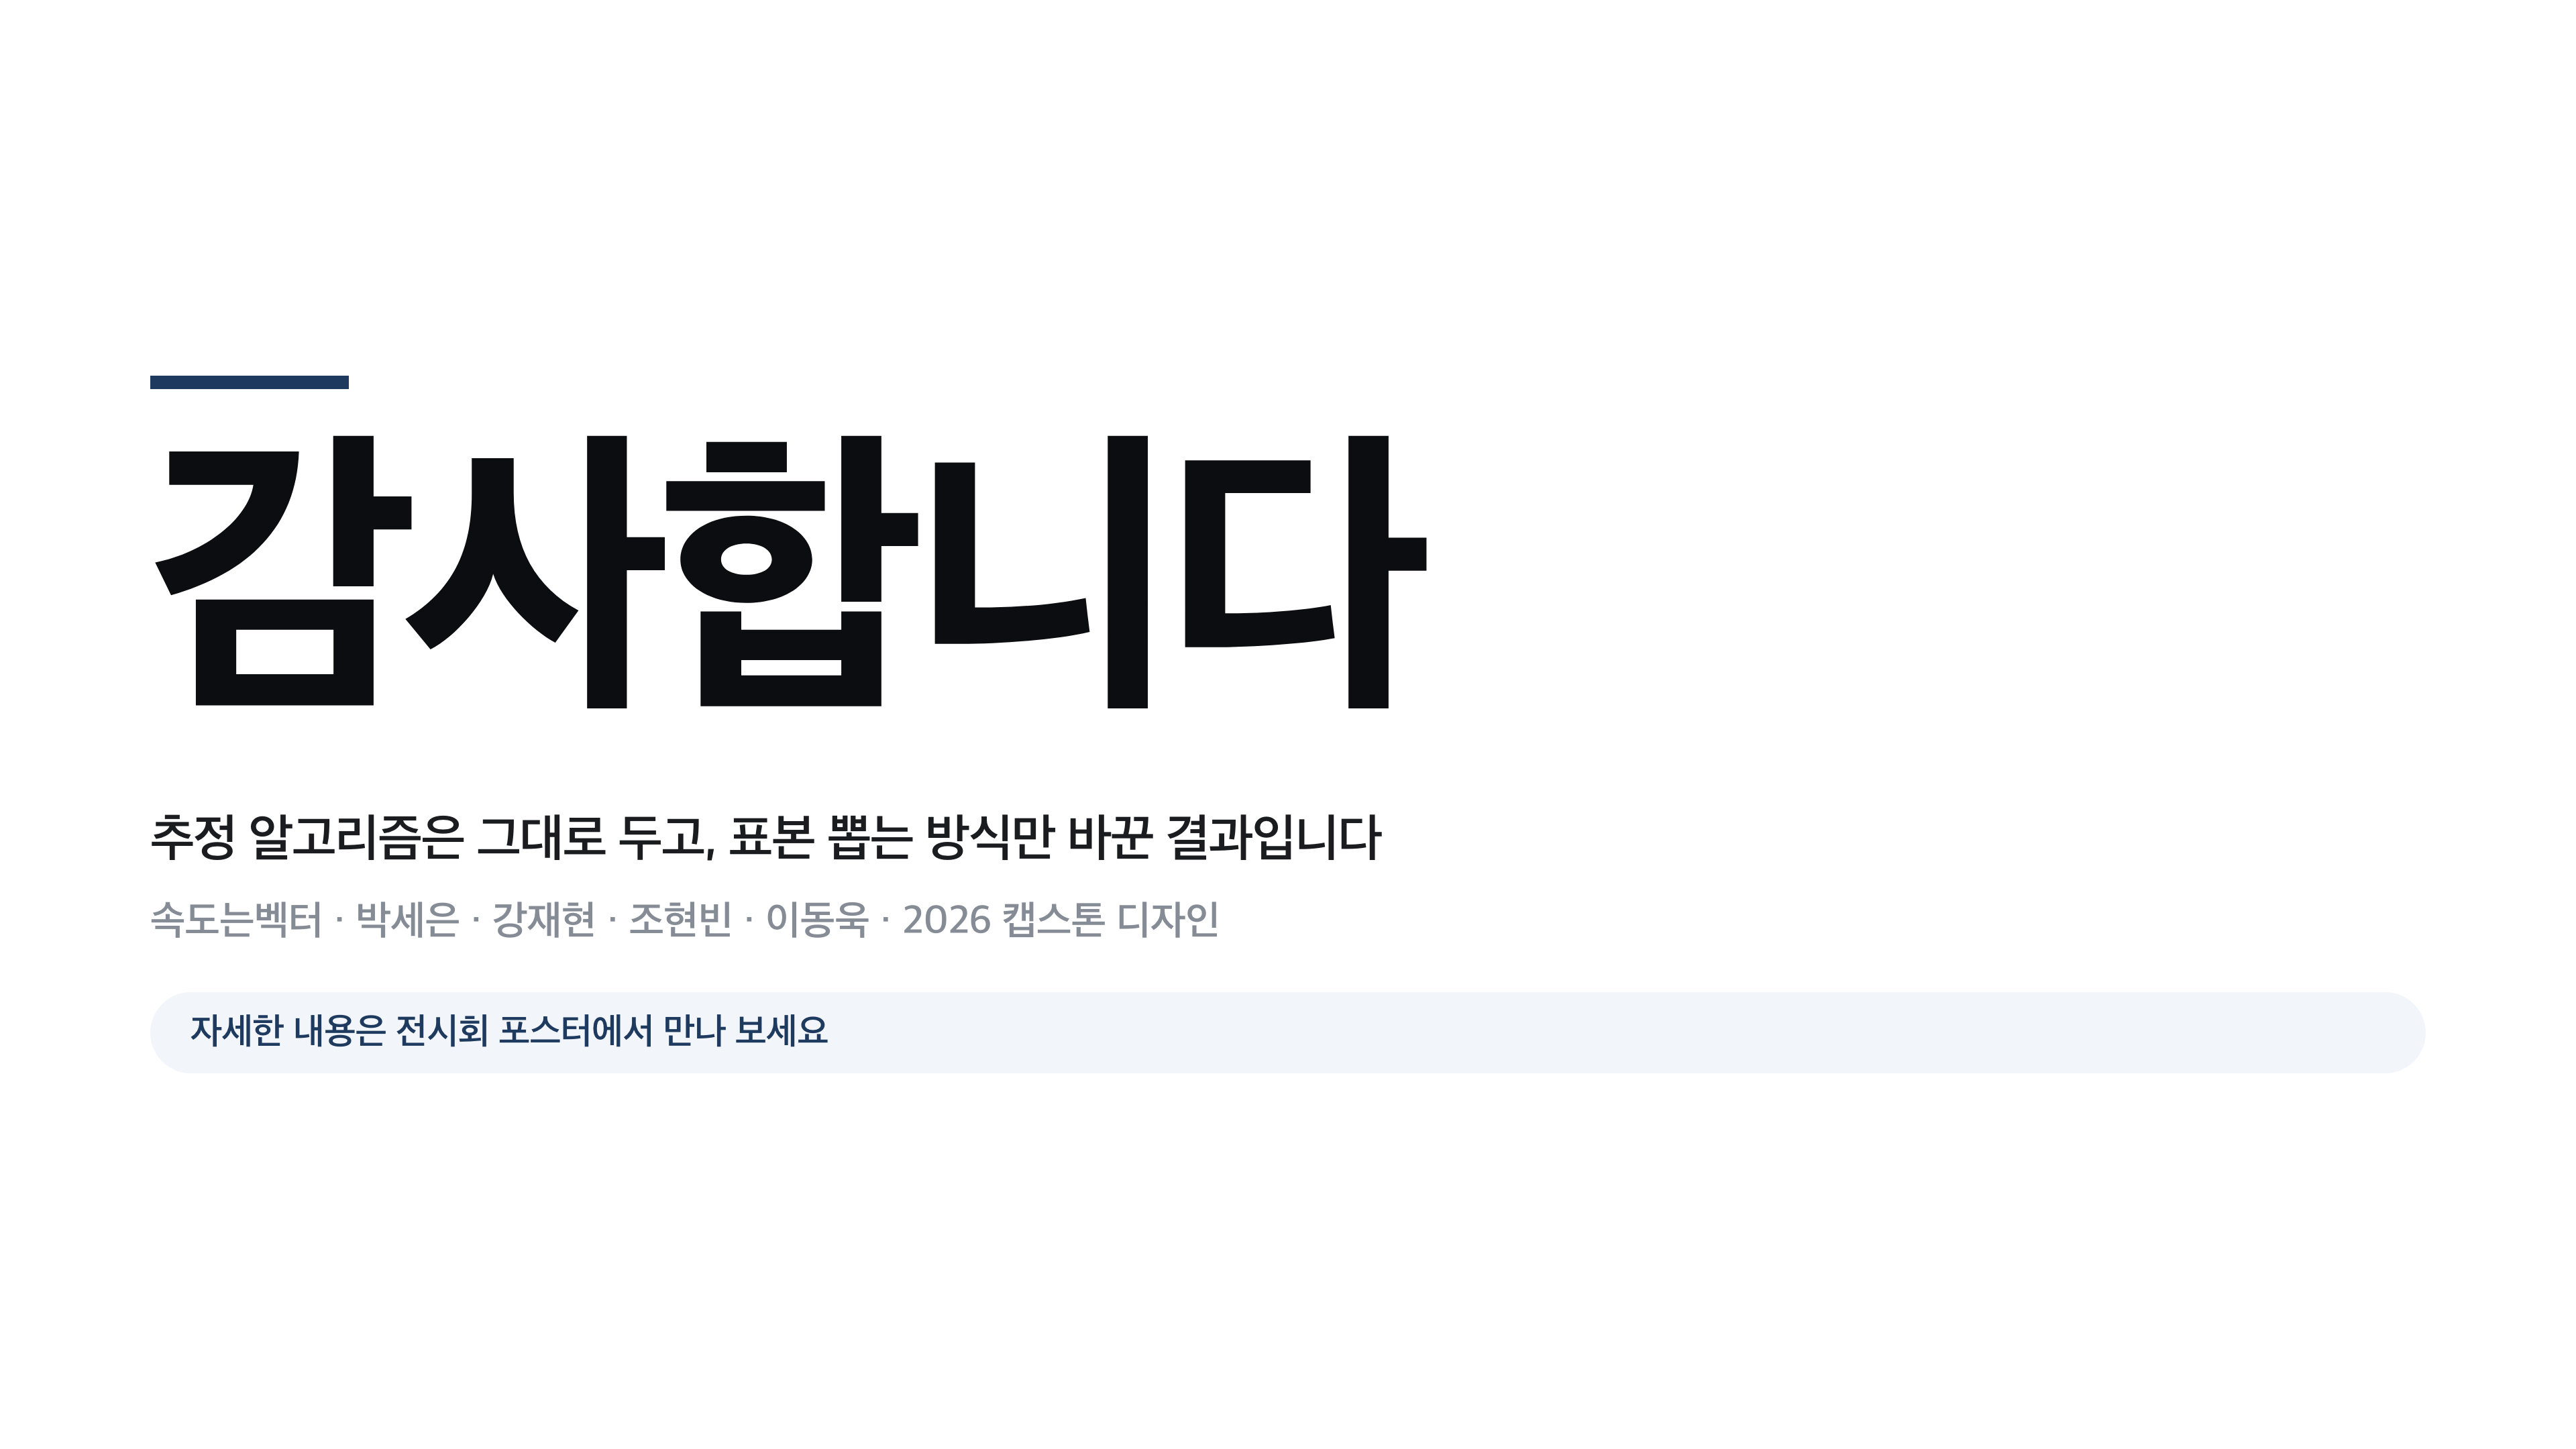 감사합니다
추정 알고리즘은 그대로 두고, 표본 뽑는 방식만 바꾼 결과입니다
속도는벡터 · 박세은 · 강재현 · 조현빈 · 이동욱 · 2026 캡스톤 디자인
자세한 내용은 전시회 포스터에서 만나 보세요